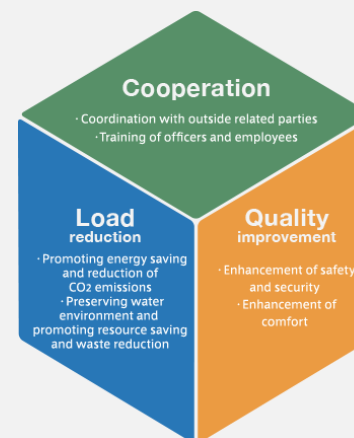 Cooperation
· Coordination with outside related parties
· Training of officers and employees
Load
reduction
· Promoting energy saving
and reduction of
CO2 emissions
· Preserving water
environment and
promoting resource saving
and waste reduction
Quality
improvement
· Enhancement of safety
and security
· Enhancement of
comfort